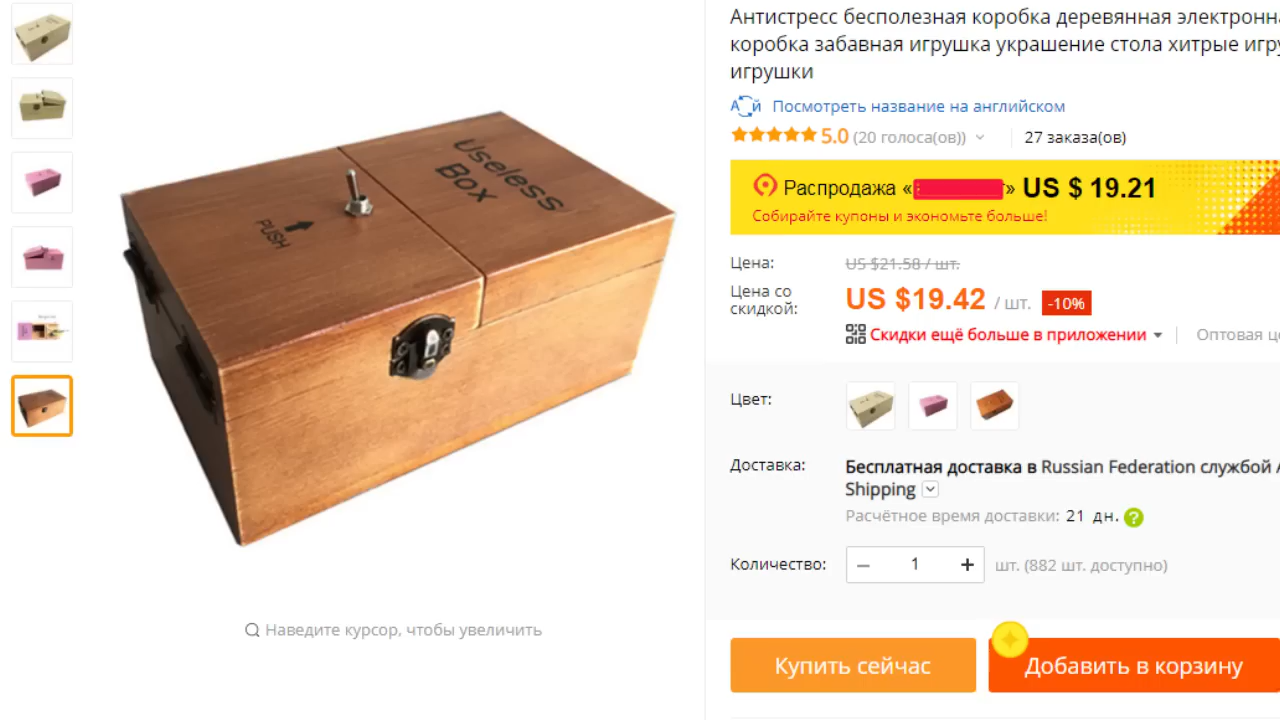 Антистресс бесполезная коробка деревянная
коробка забавная игрушка украшение стола хитрые
игрушки
Посмотреть название на английском
5.0 (20 голоса(ов)) 27 заказа(ов)
Распродажа « » US $ 19.21
Собирайте купоны и экономьте больше!
Цена: US $21.58 / шт.
Цена со скидкой: US $19.42 / шт. -10%
Скидки ещё больше в приложении Оптовая
Цвет:
Доставка: Бесплатная доставка в Russian Federation службой
Shipping
Расчётное время доставки: 21 дн. ?
Количество: − 1 + шт. (882 шт. доступно)
Купить сейчас Добавить в корзину
Useless
Box
PUSH
Наведите курсор, чтобы увеличить